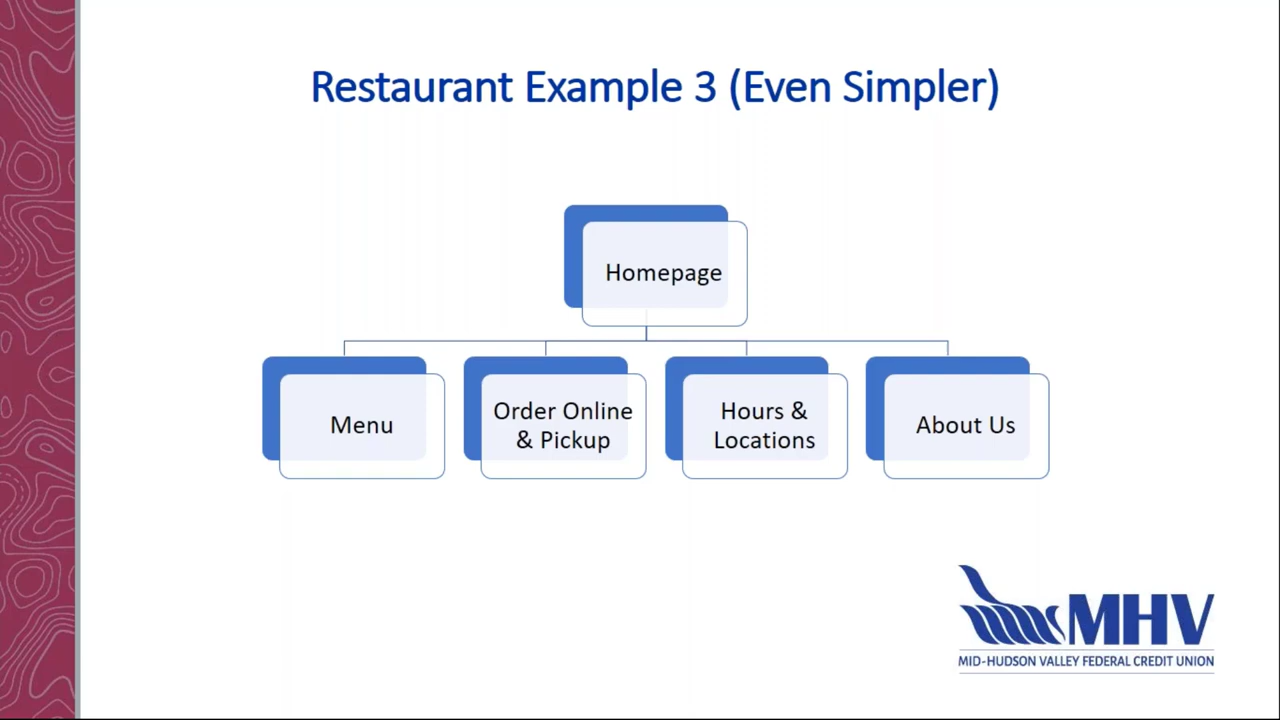 Restaurant Example 3 (Even Simpler)
Homepage
Menu
Order Online
& Pickup
Hours &
Locations
About Us
MHV
MID-HUDSON VALLEY FEDERAL CREDIT UNION